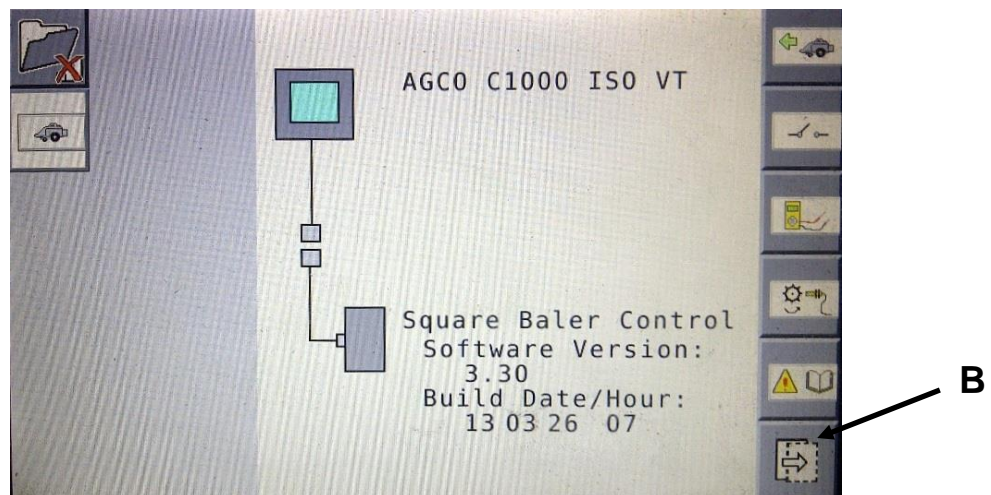 AGCO C1000 ISO VT
Square Baler Control
Software Version:
3.30
Build Date/Hour:
13 03 26 07
B